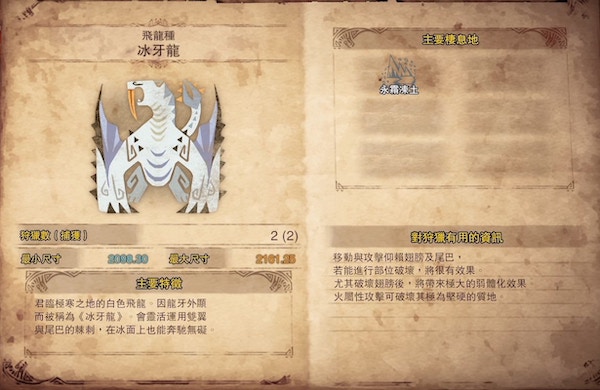 飛龍種
冰牙龍
狩獵數(捕獲)
2 (2)
最小尺寸
2098.30
最大尺寸
2101.25
主要特徵
君臨極寒之地的白色飛龍。因龍牙外顯
而被稱為《冰牙龍》。會靈活運用雙翼
與尾巴的棘刺,在冰面上也能奔馳無礙。
主要棲息地
永霜凍土
對狩獵有用的資訊
移動與攻擊仰賴翅膀及尾巴,
若能進行部位破壞,將很有效果。
尤其破壞翅膀後,將帶來極大的弱體化效果。
火屬性攻擊可破壞其極為堅硬的質地。